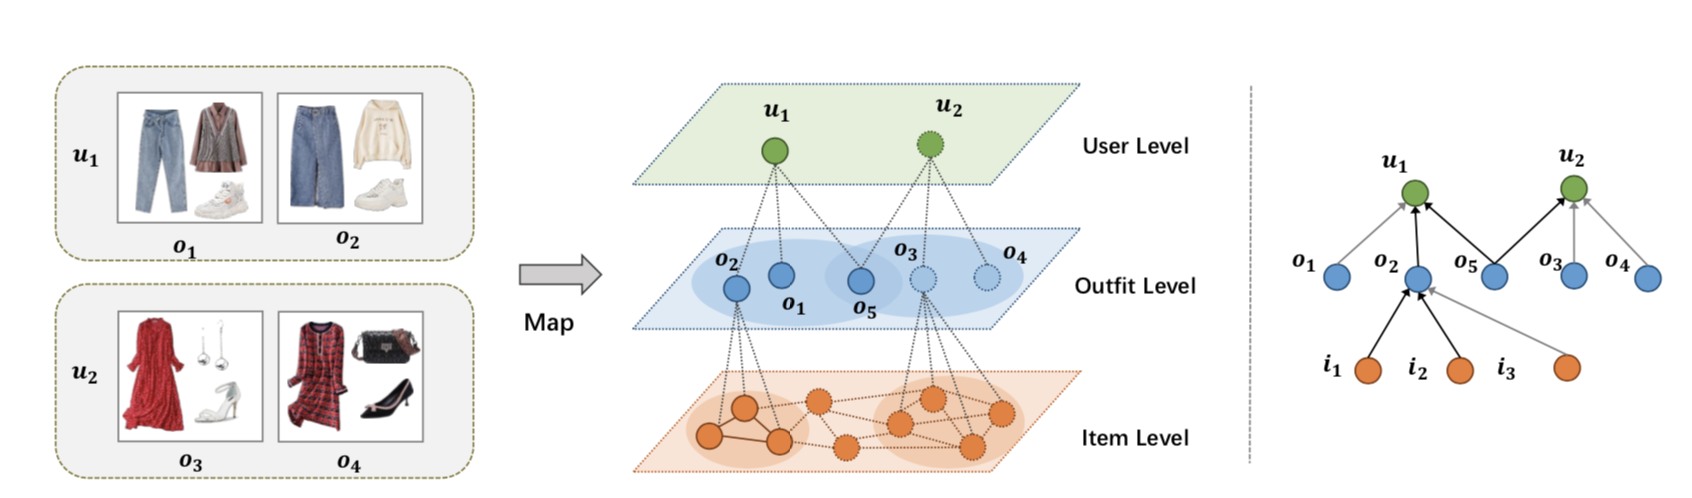 u1
o1
o2
u2
o3
o4
Map
u1
u2
User Level
o2
o1
o5
o3
o4
Outfit Level
Item Level
u1
u2
o1
o2
o5
o3
o4
i1
i2
i3